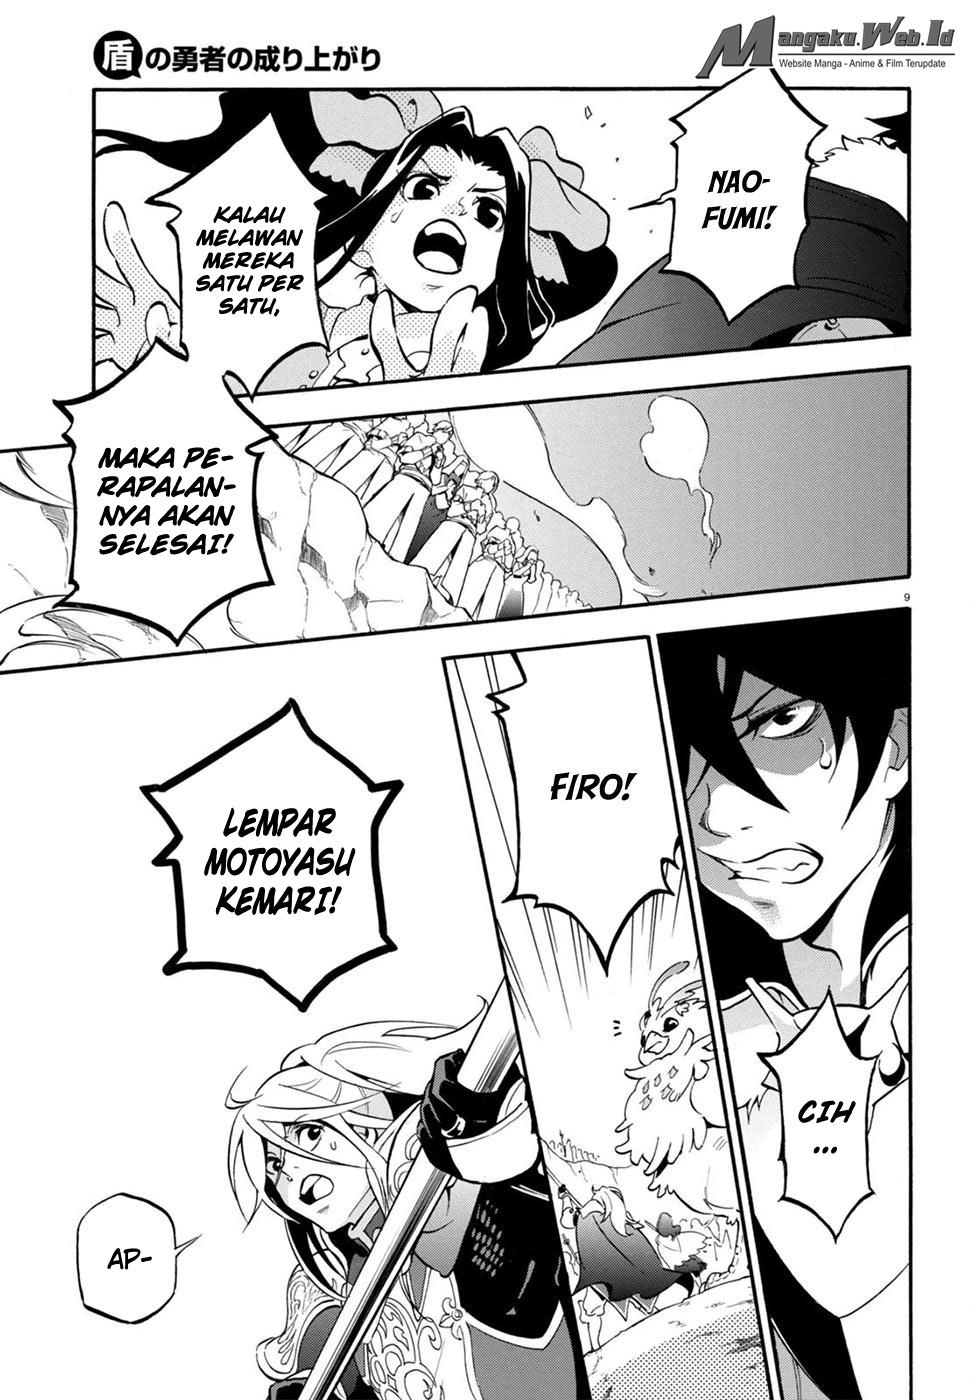 盾の勇者の成り上がり
Mangaku.Web.Id
Website Manga - Anime & Film Terupdate
NAO-
FUMI!
KALAU
MELAWAN
MEREKA
SATU PER
SATU,
MAKA PE-
RAPALAN-
NYA AKAN
SELESAI!
9
FIRO!
CIH
...
LEMPAR
MOTOYASU
KEMARI!
AP-